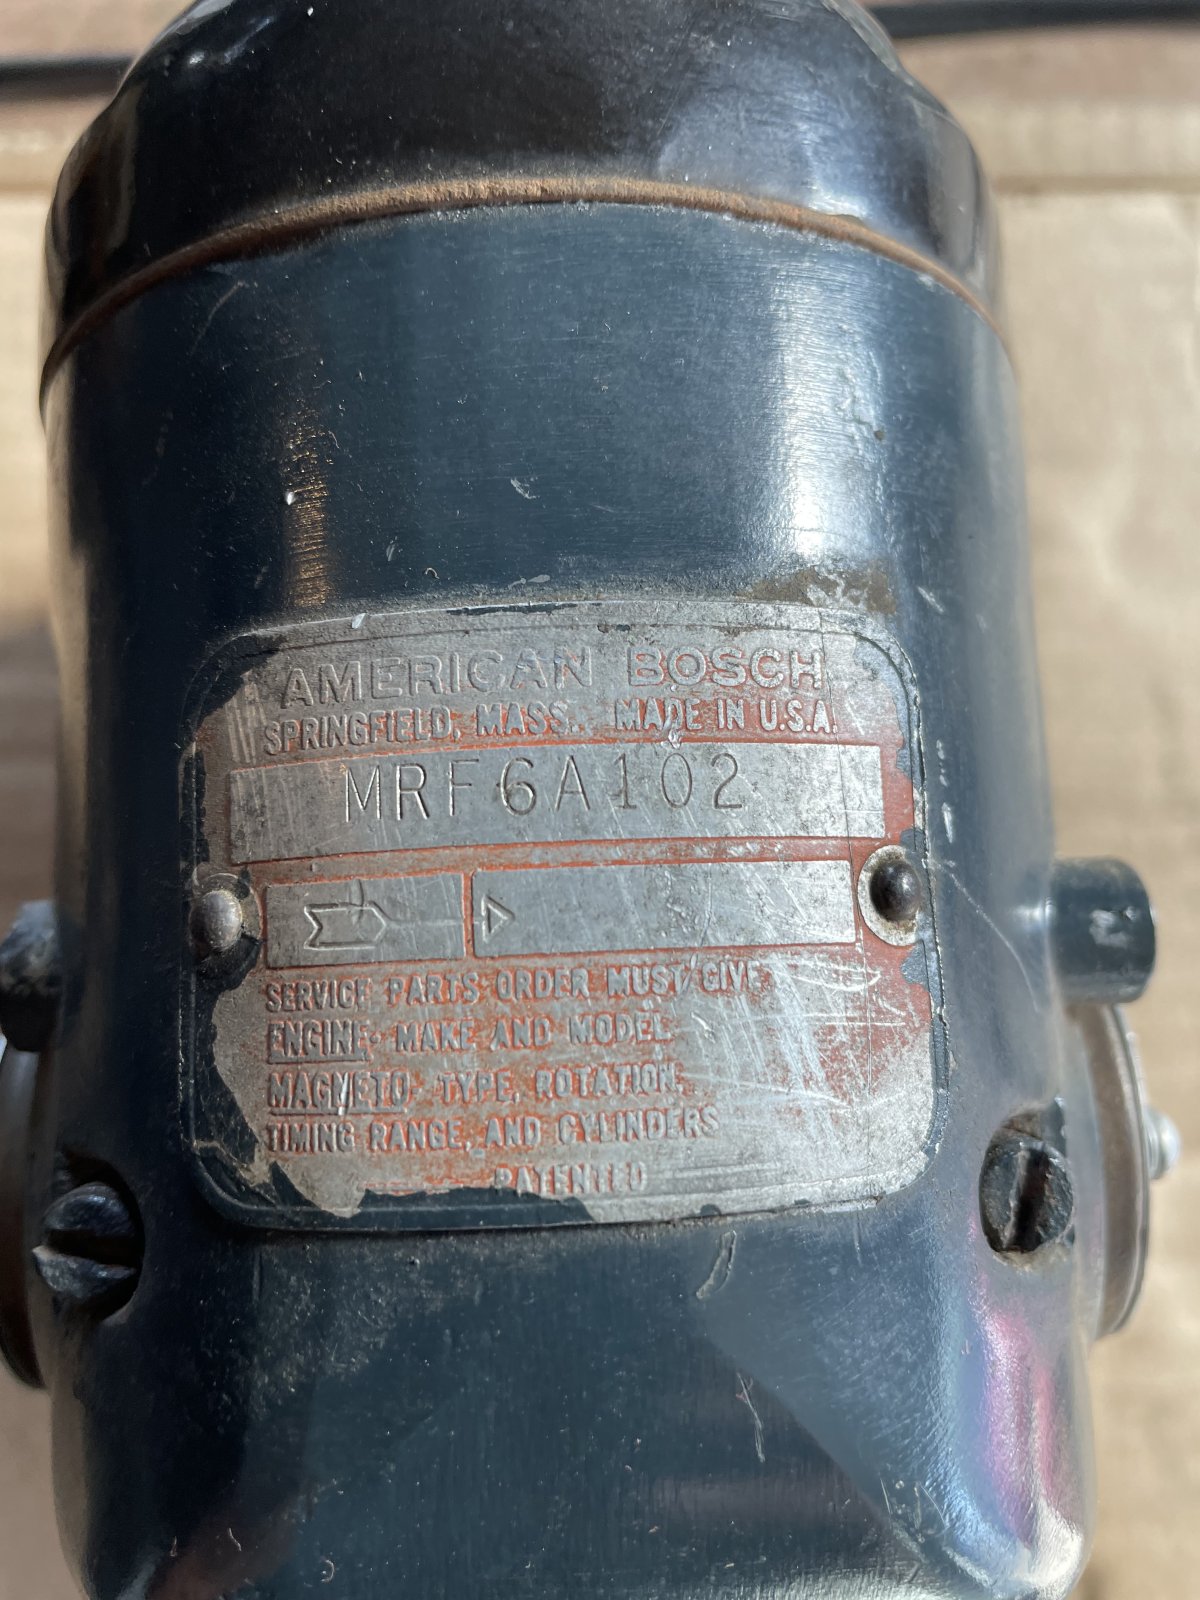 AMERICAN BOSCH
SPRINGFIELD, MASS. MADE IN U.S.A.
MRF6A102
SERVICE PARTS ORDER MUST GIVE
ENGINE- MAKE AND MODEL
MAGNETO- TYPE, ROTATION,
TIMING RANGE, AND CYLINDERS
PATENTED